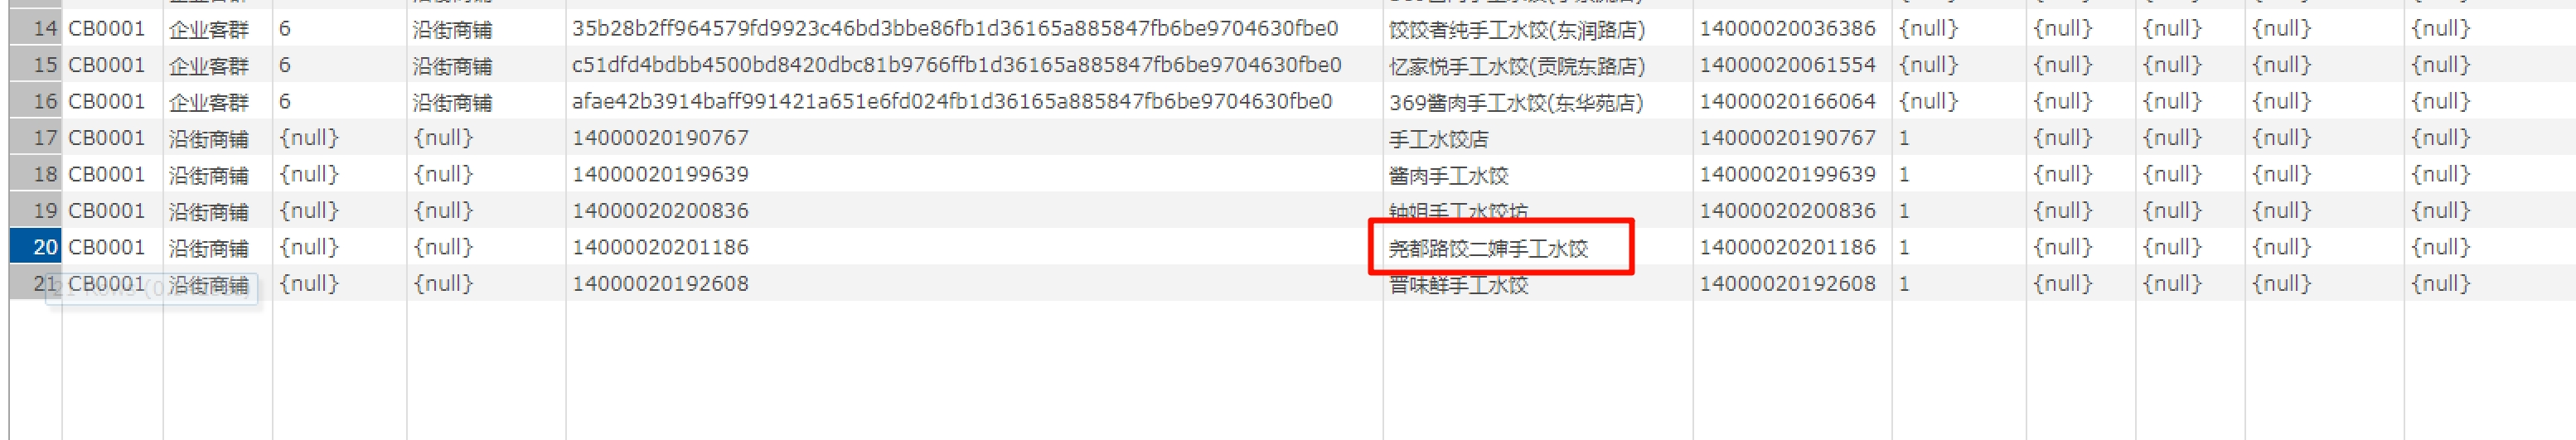 14 CB0001 企业客群 6 沿街商铺 35b28b2ff964579fd9923c46bd3bbe86fb1d36165a885847fb6be9704630fbe0 饺饺者纯手工水饺(东润路店) 14000020036386 {null} {null} {null} {null} {null}
15 CB0001 企业客群 6 沿街商铺 c51dfd4bdbb4500bd8420dbc81b9766ffb1d36165a885847fb6be9704630fbe0 忆家悦手工水饺(贡院东路店) 14000020061554 {null} {null} {null} {null} {null}
16 CB0001 企业客群 6 沿街商铺 afae42b3914baff991421a651e6fd024fb1d36165a885847fb6be9704630fbe0 369酱肉手工水饺(东华苑店) 14000020166064 {null} {null} {null} {null} {null}
17 CB0001 沿街商铺 {null} {null} 14000020190767 手工水饺店 14000020190767 1 {null} {null} {null} {null}
18 CB0001 沿街商铺 {null} {null} 14000020199639 酱肉手工水饺 14000020199639 1 {null} {null} {null} {null}
19 CB0001 沿街商铺 {null} {null} 14000020200836 钟姐手工水饺坊 14000020200836 1 {null} {null} {null} {null}
20 CB0001 沿街商铺 {null} {null} 14000020201186 尧都路饺二婶手工水饺 14000020201186 1 {null} {null} {null} {null}
21 CB0001 沿街商铺 {null} {null} 14000020192608 晋味鲜手工水饺 14000020192608 1 {null} {null} {null} {null}